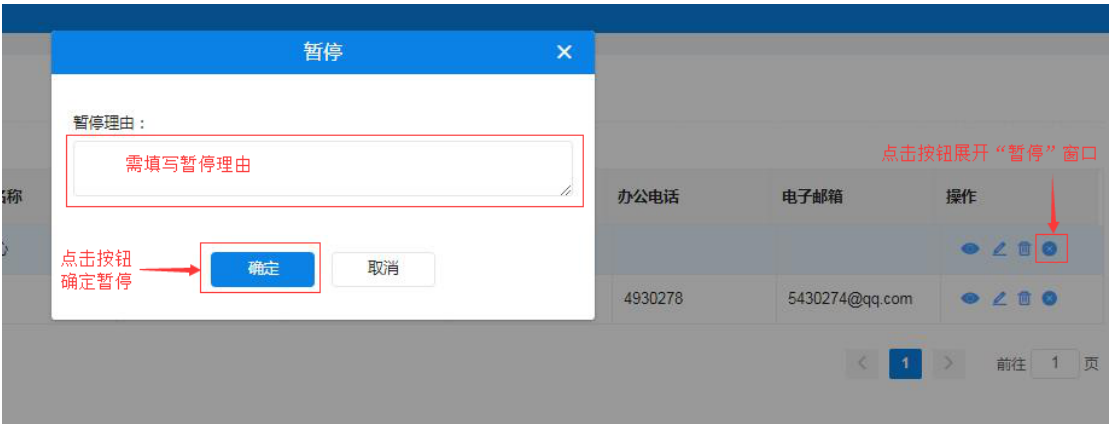 暂停
暂停理由：
需填写暂停理由
点击按钮展开“暂停”窗口
名称 办公电话 电子邮箱 操作
心
点击按钮
确定暂停
确定 取消
4930278 5430274@qq.com
1 前往 1 页